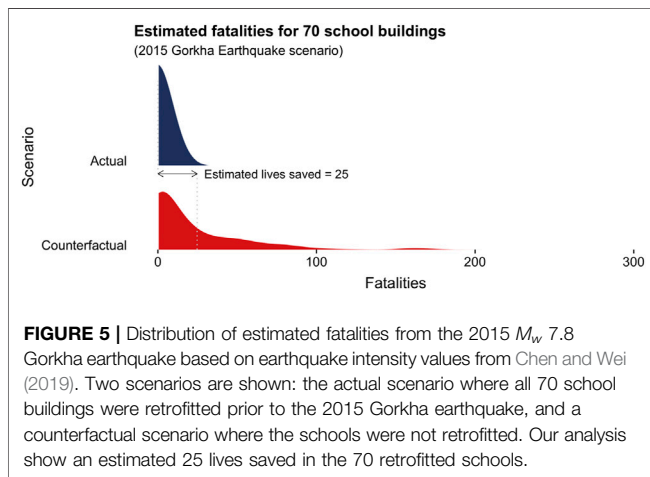 Estimated fatalities for 70 school buildings
(2015 Gorkha Earthquake scenario)
Scenario
Actual
Estimated lives saved = 25
Counterfactual
0
100
200
300
Fatalities
FIGURE 5 | Distribution of estimated fatalities from the 2015 Mw 7.8
Gorkha earthquake based on earthquake intensity values from Chen and Wei
(2019). Two scenarios are shown: the actual scenario where all 70 school
buildings were retrofitted prior to the 2015 Gorkha earthquake, and a
counterfactual scenario where the schools were not retrofitted. Our analysis
show an estimated 25 lives saved in the 70 retrofitted schools.